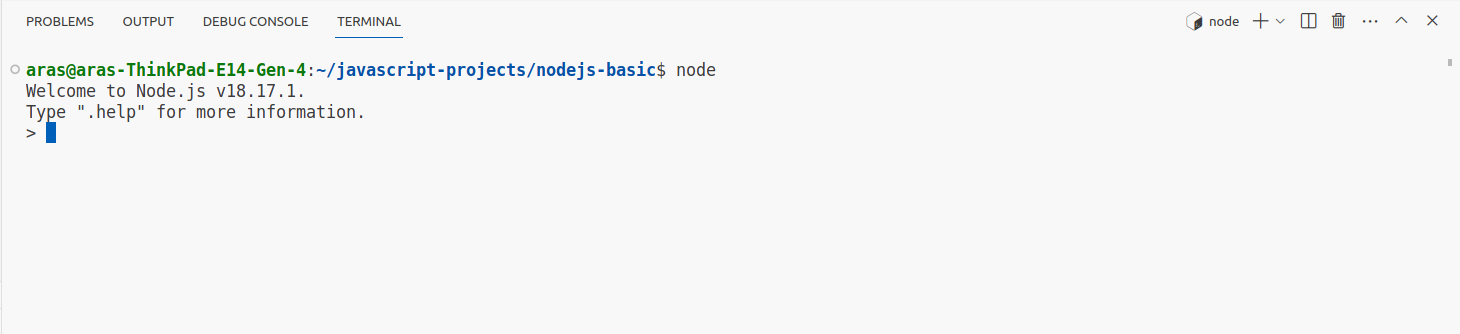 PROBLEMS OUTPUT DEBUG CONSOLE TERMINAL node
aras@aras-ThinkPad-E14-Gen-4:~/javascript-projects/nodejs-basic$ node
Welcome to Node.js v18.17.1.
Type ".help" for more information.
>